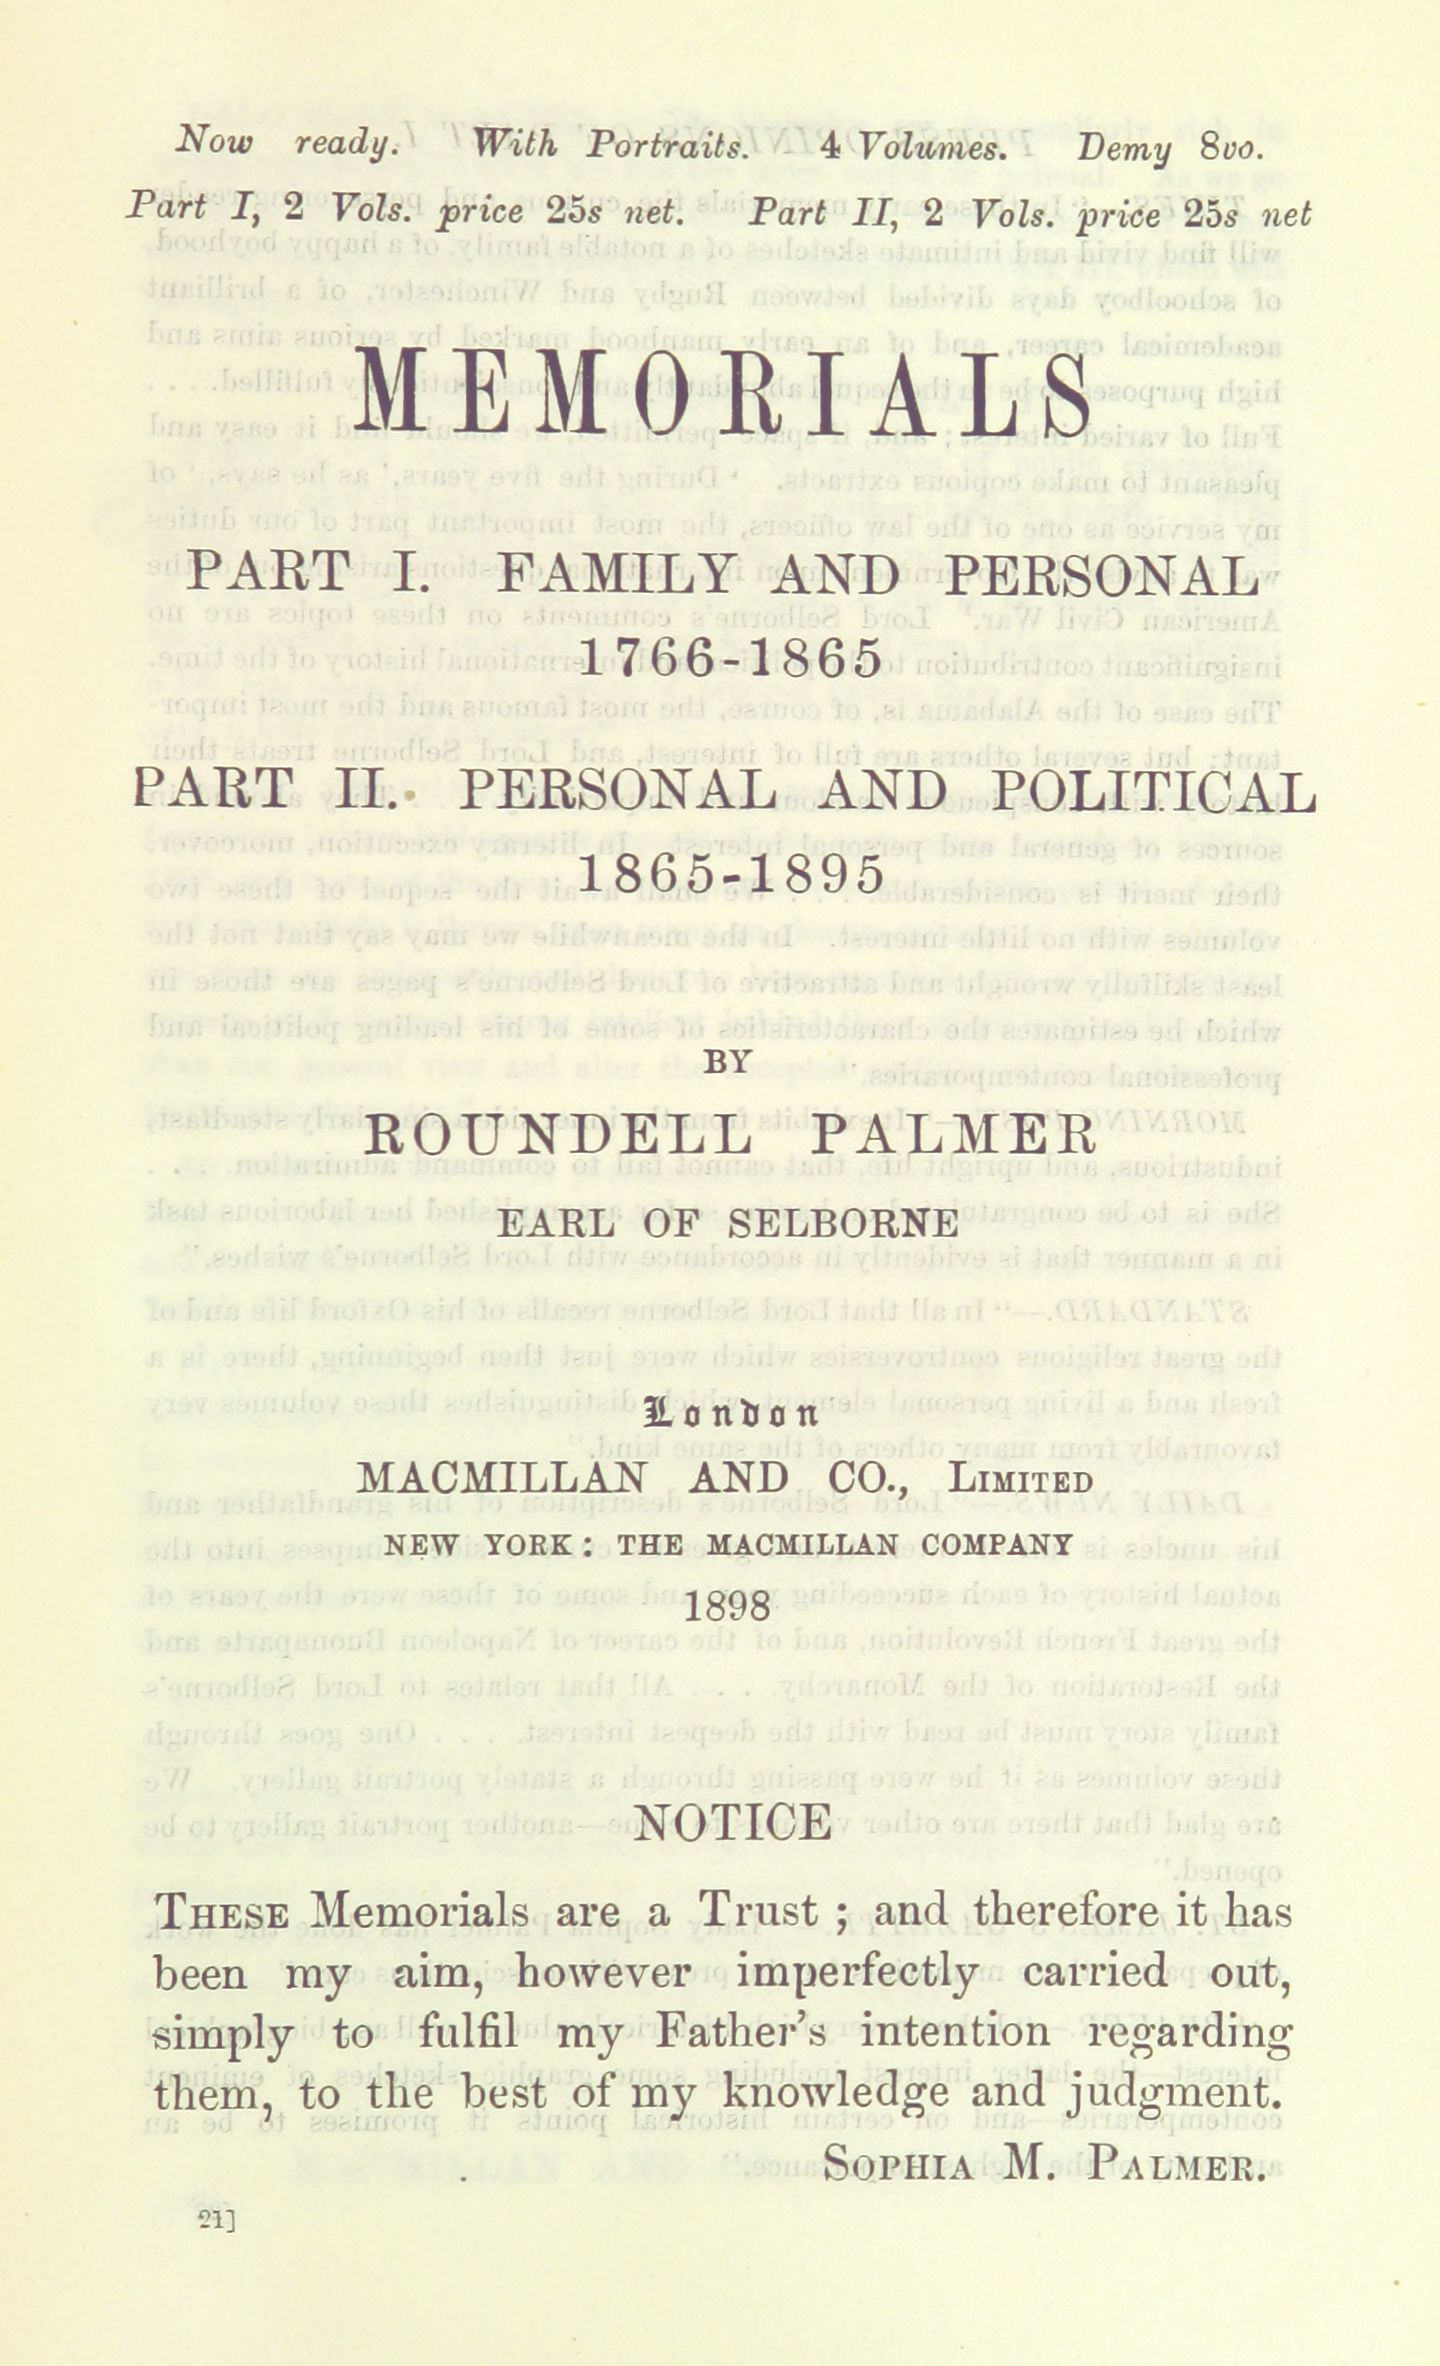 Now ready. With Portraits. 4 Volumes. Demy 8vo.
Part I, 2 Vols. price 25s net. Part II, 2 Vols. price 25s net
MEMORIALS
PART I. FAMILY AND PERSONAL
1766-1865
PART II. PERSONAL AND POLITICAL
1865-1895
BY
ROUNDELL PALMER
EARL OF SELBORNE
London
MACMILLAN AND CO., LIMITED
NEW YORK: THE MACMILLAN COMPANY
1898
NOTICE
THESE Memorials are a Trust; and therefore it has
been my aim, however imperfectly carried out,
simply to fulfil my Father's intention regarding
them, to the best of my knowledge and judgment.
SOPHIA M. PALMER.
21]